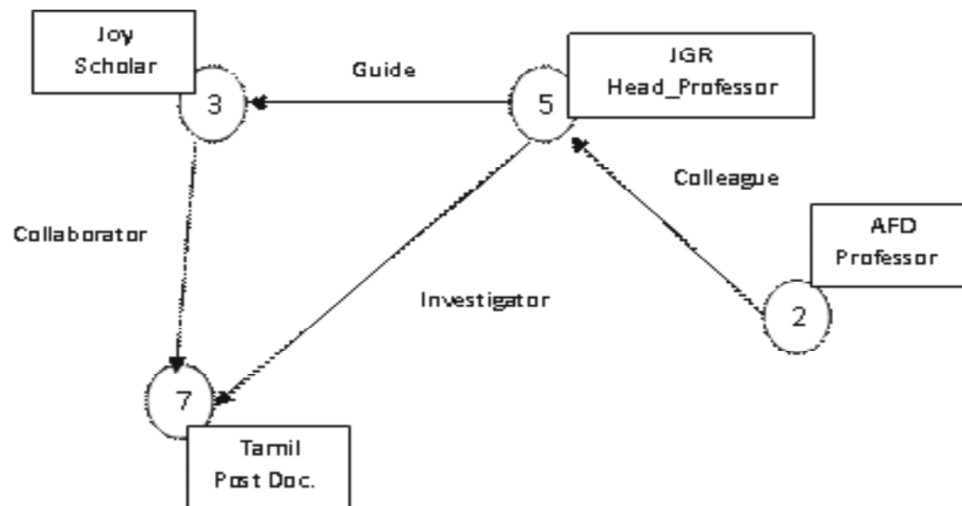 Joy
Scholar
3
Guide
5
JGR
Head_Professor
Colleague
Collaborator
AFD
Professor
Investigator
2
7
Tamil
Post Doc.